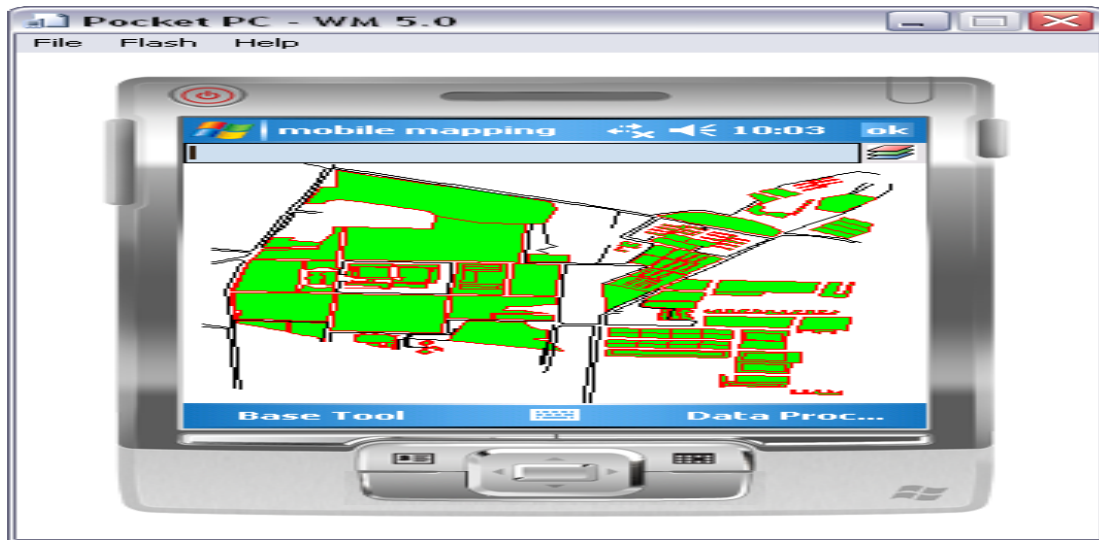 Pocket PC - WM 5.0
File Flash Help
mobile mapping 10:03 ok
Base Tool Data Proc...